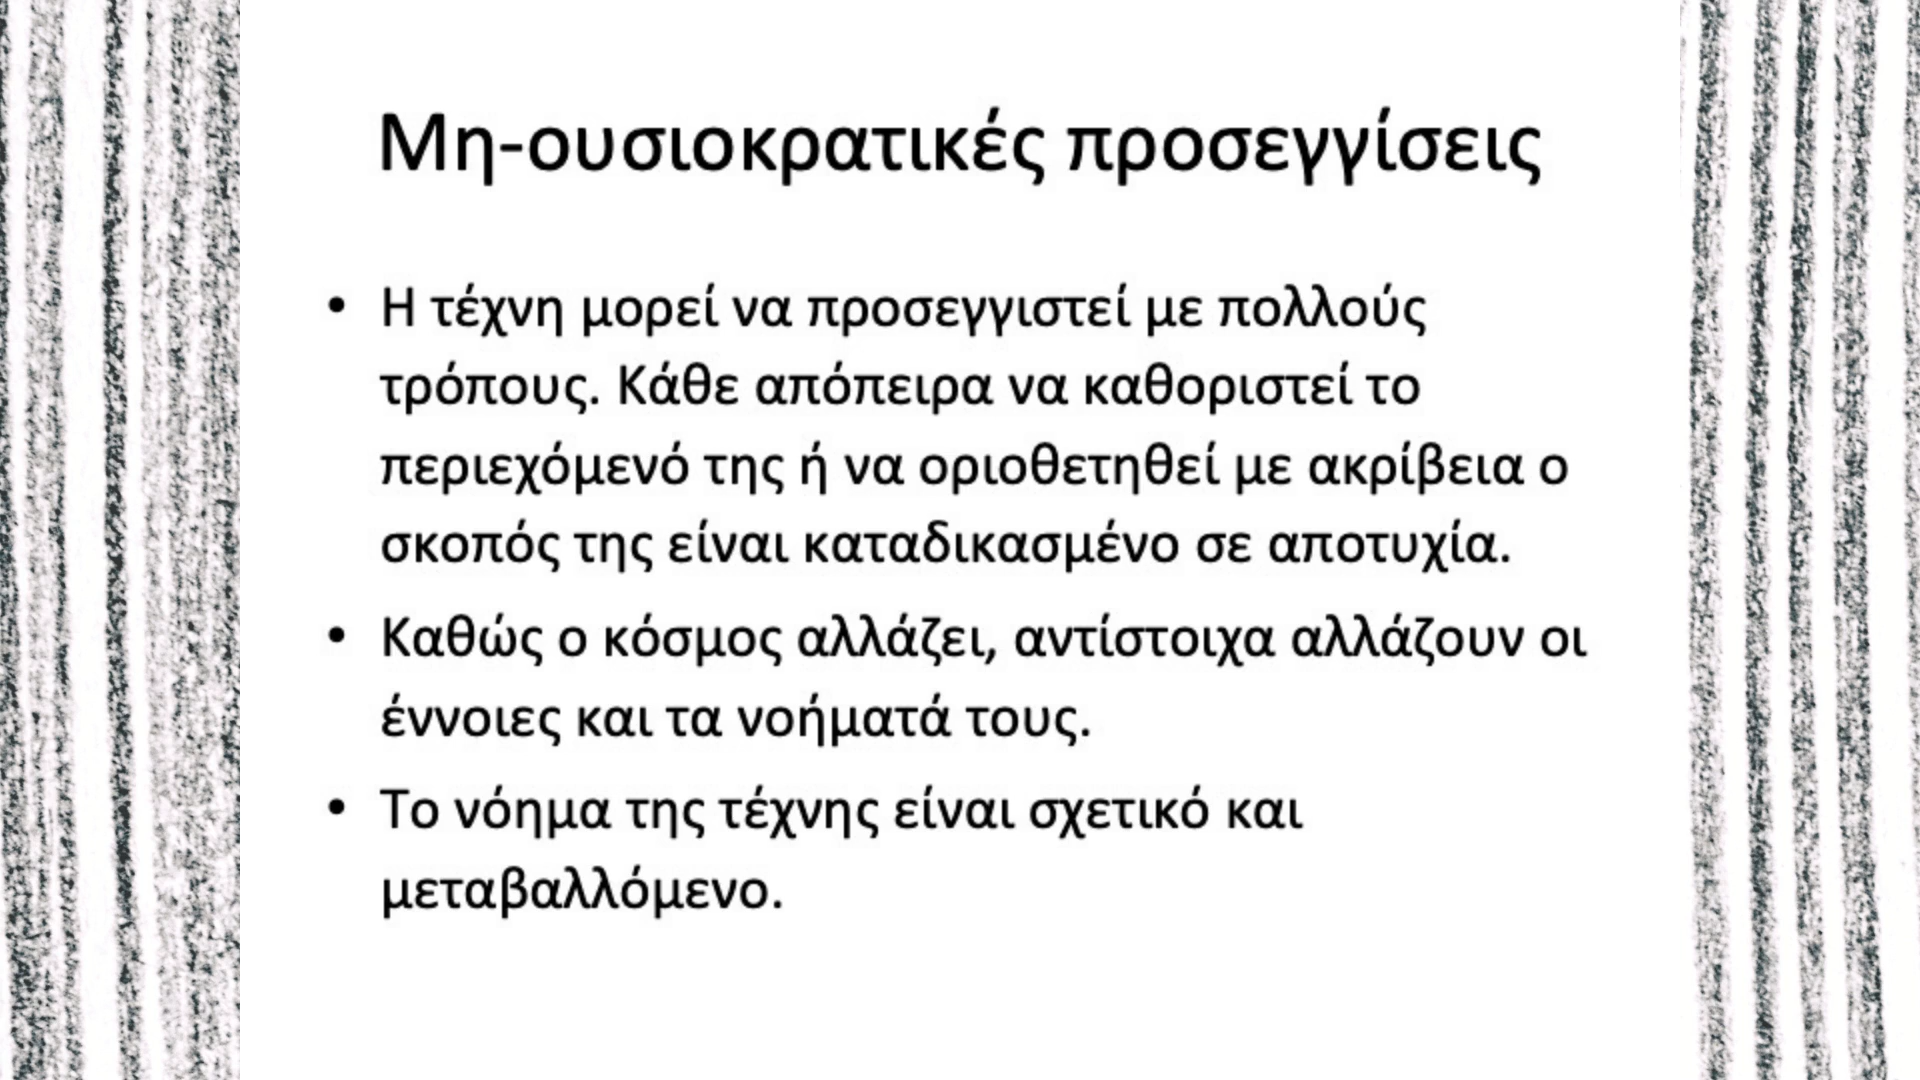 Μη-ουσιοκρατικές προσεγγίσεις
• Η τέχνη μορεί να προσεγγιστεί με πολλούς
τρόπους. Κάθε απόπειρα να καθοριστεί το
περιεχόμενό της ή να οριοθετηθεί με ακρίβεια ο
σκοπός της είναι καταδικασμένο σε αποτυχία.
• Καθώς ο κόσμος αλλάζει, αντίστοιχα αλλάζουν οι
έννοιες και τα νοήματά τους.
• Το νόημα της τέχνης είναι σχετικό και
μεταβαλλόμενο.